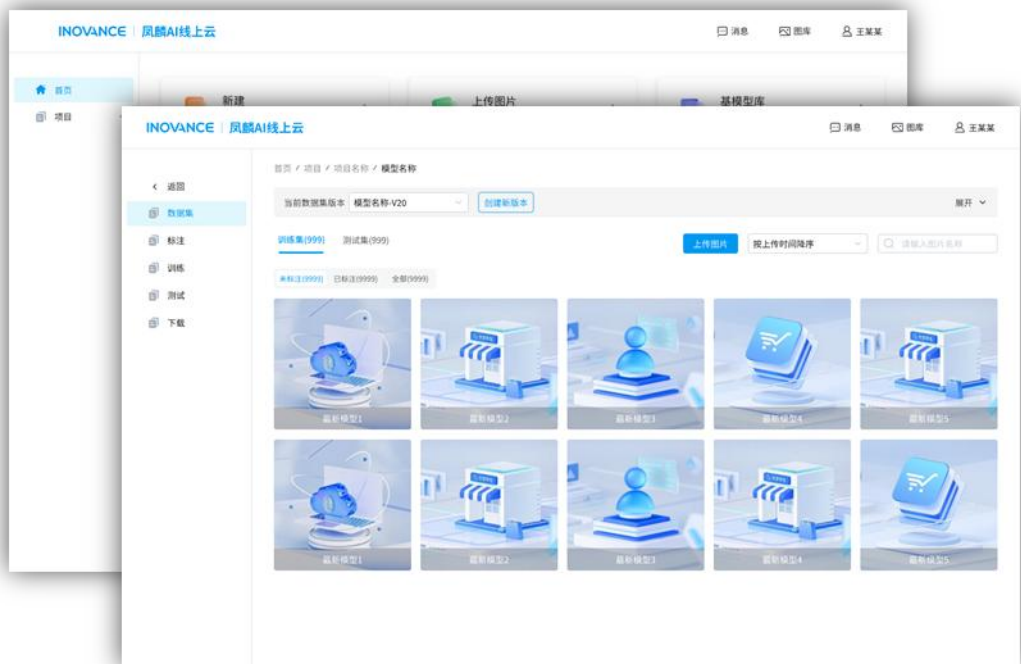 INOVANCE 凤麟AI线上云 消息 图库 王某某
首页
项目
新建 上传图片 基模型库
INOVANCE 凤麟AI线上云 消息 图库 王某某
首页 / 项目 / 项目名称 / 模型名称
返回
数据集
标注
训练
测试
下载
当前数据集版本 模型名称-V20 创建新版本 展开
训练集(999) 测试集(999) 上传图片 按上传时间降序 请输入图片名称
未标注(9999) 已标注(9999) 全部(9999)
最新模型1 最新模型2 最新模型3 最新模型4 最新模型5
最新模型1 最新模型2 最新模型3 最新模型4 最新模型5